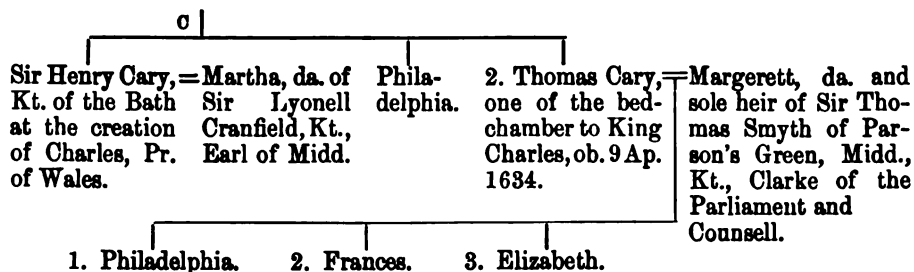 C
Sir Henry Cary,=
Kt. of the Bath
at the creation
of Charles, Pr.
of Wales.
Martha, da. of
Sir Lyonell
Cranfield, Kt.,
Earl of Midd.
Phila-
delphia.
2. Thomas Cary,=
one of the bed-
chamber to King
Charles, ob. 9 Ap.
1634.
Margerett, da. and
sole heir of Sir Tho-
mas Smyth of Par-
son's Green, Midd.,
Kt., Clarke of the
Parliament and
Counsell.
1. Philadelphia. 2. Frances. 3. Elizabeth.